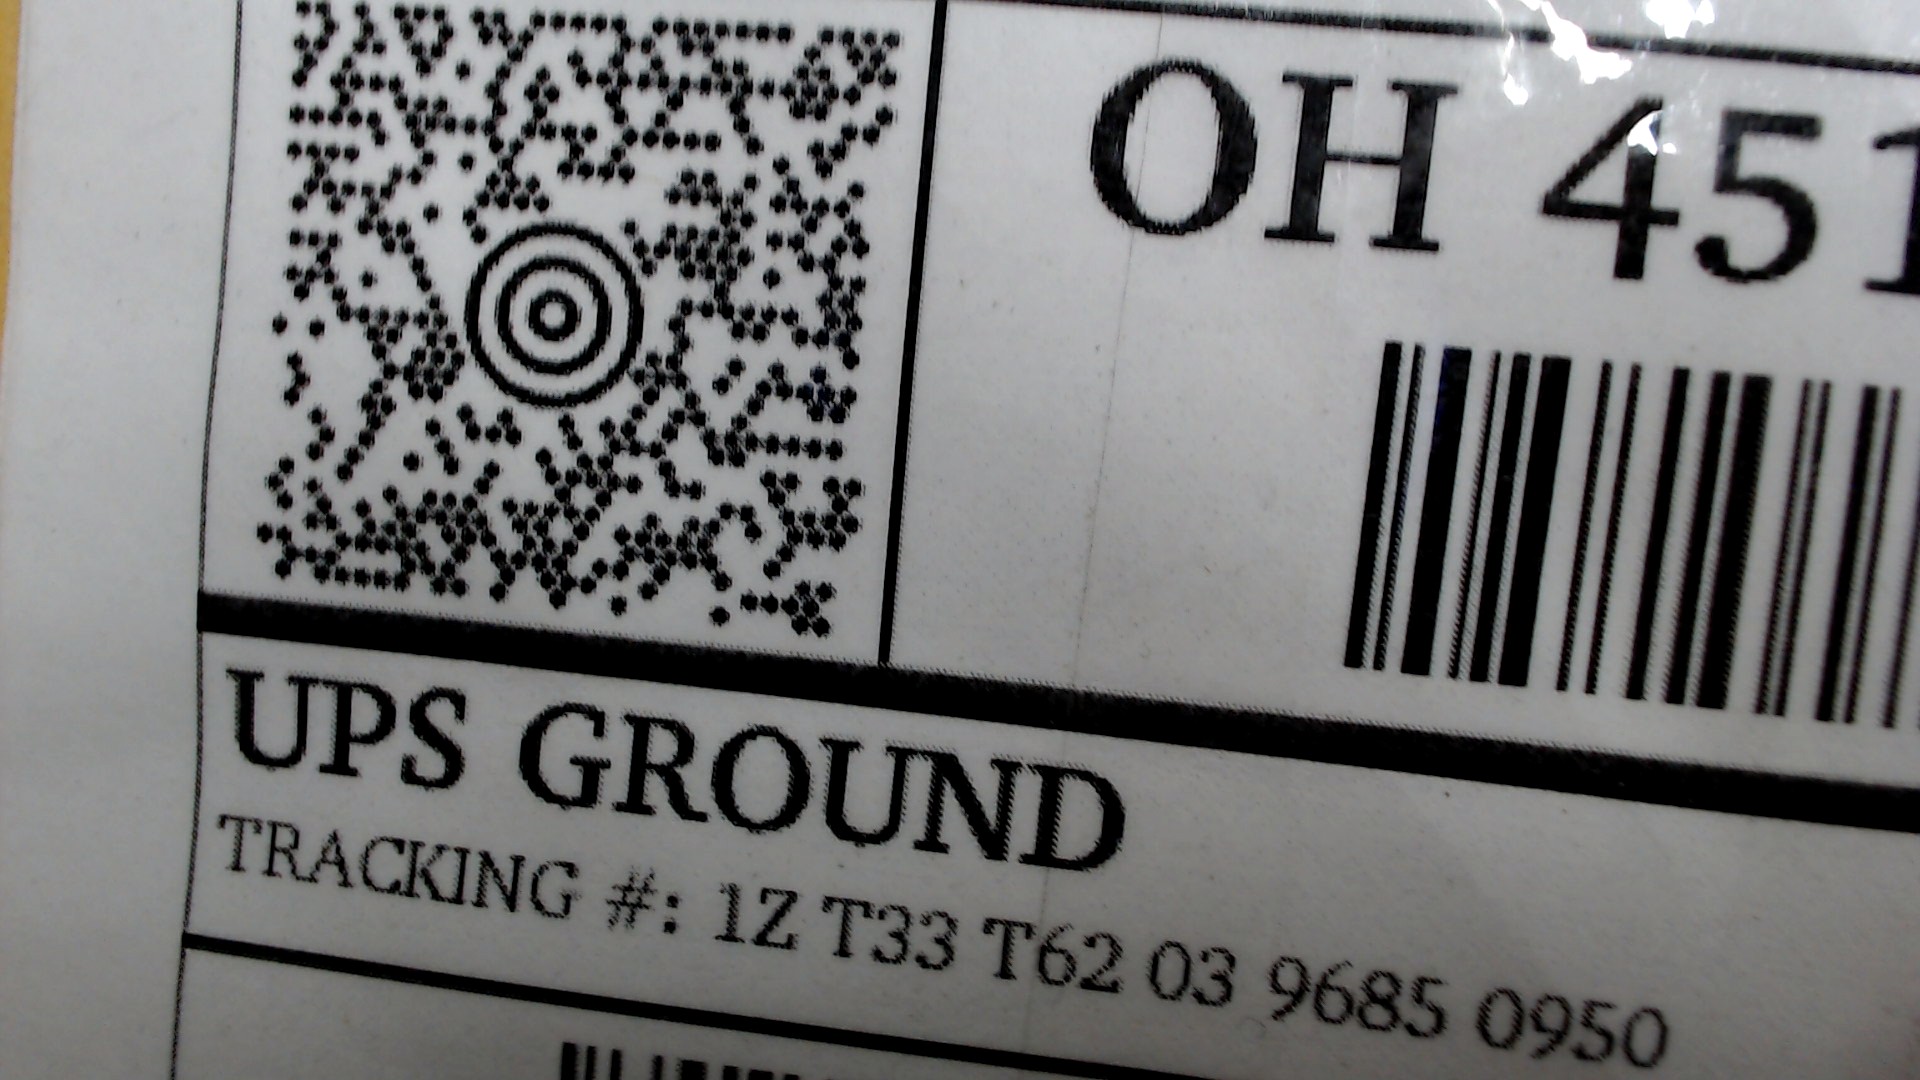 OH 451
UPS GROUND
TRACKING #: 1Z T33 T62 03 9685 0950